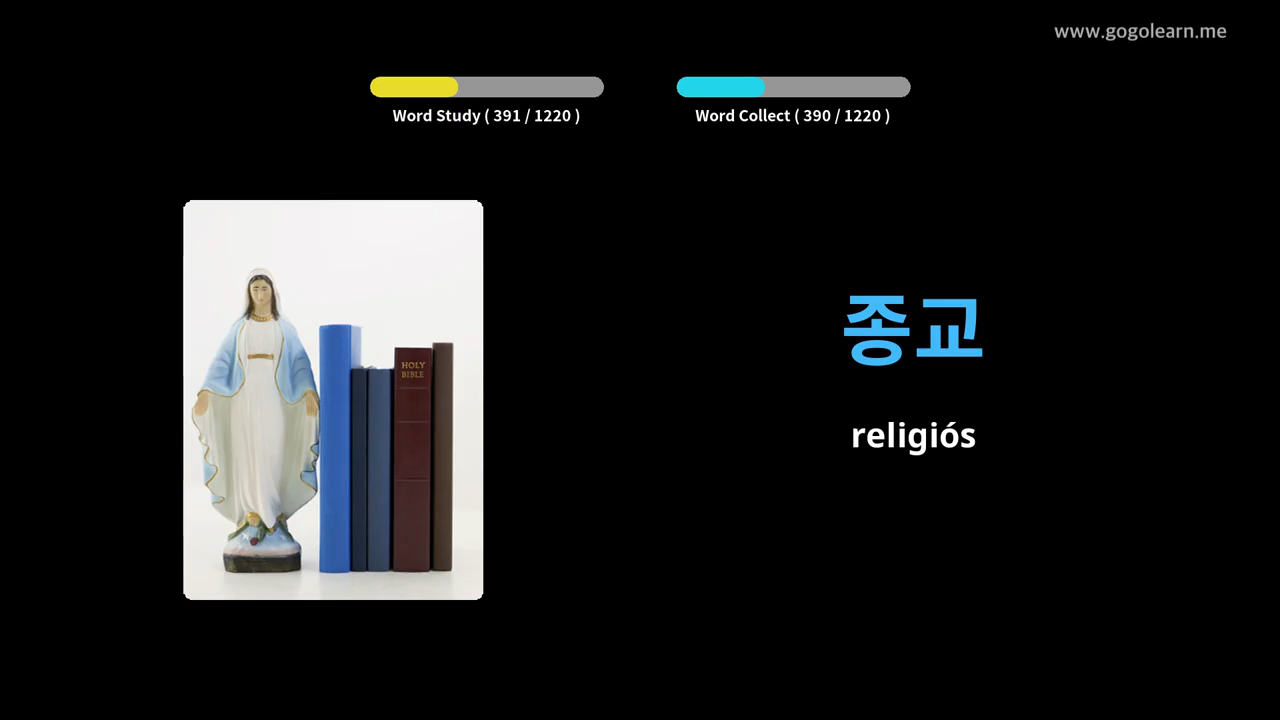 www.gogolearn.me
Word Study ( 391 / 1220 )
Word Collect ( 390 / 1220 )
HOLY
BIBLE
종교
religiós